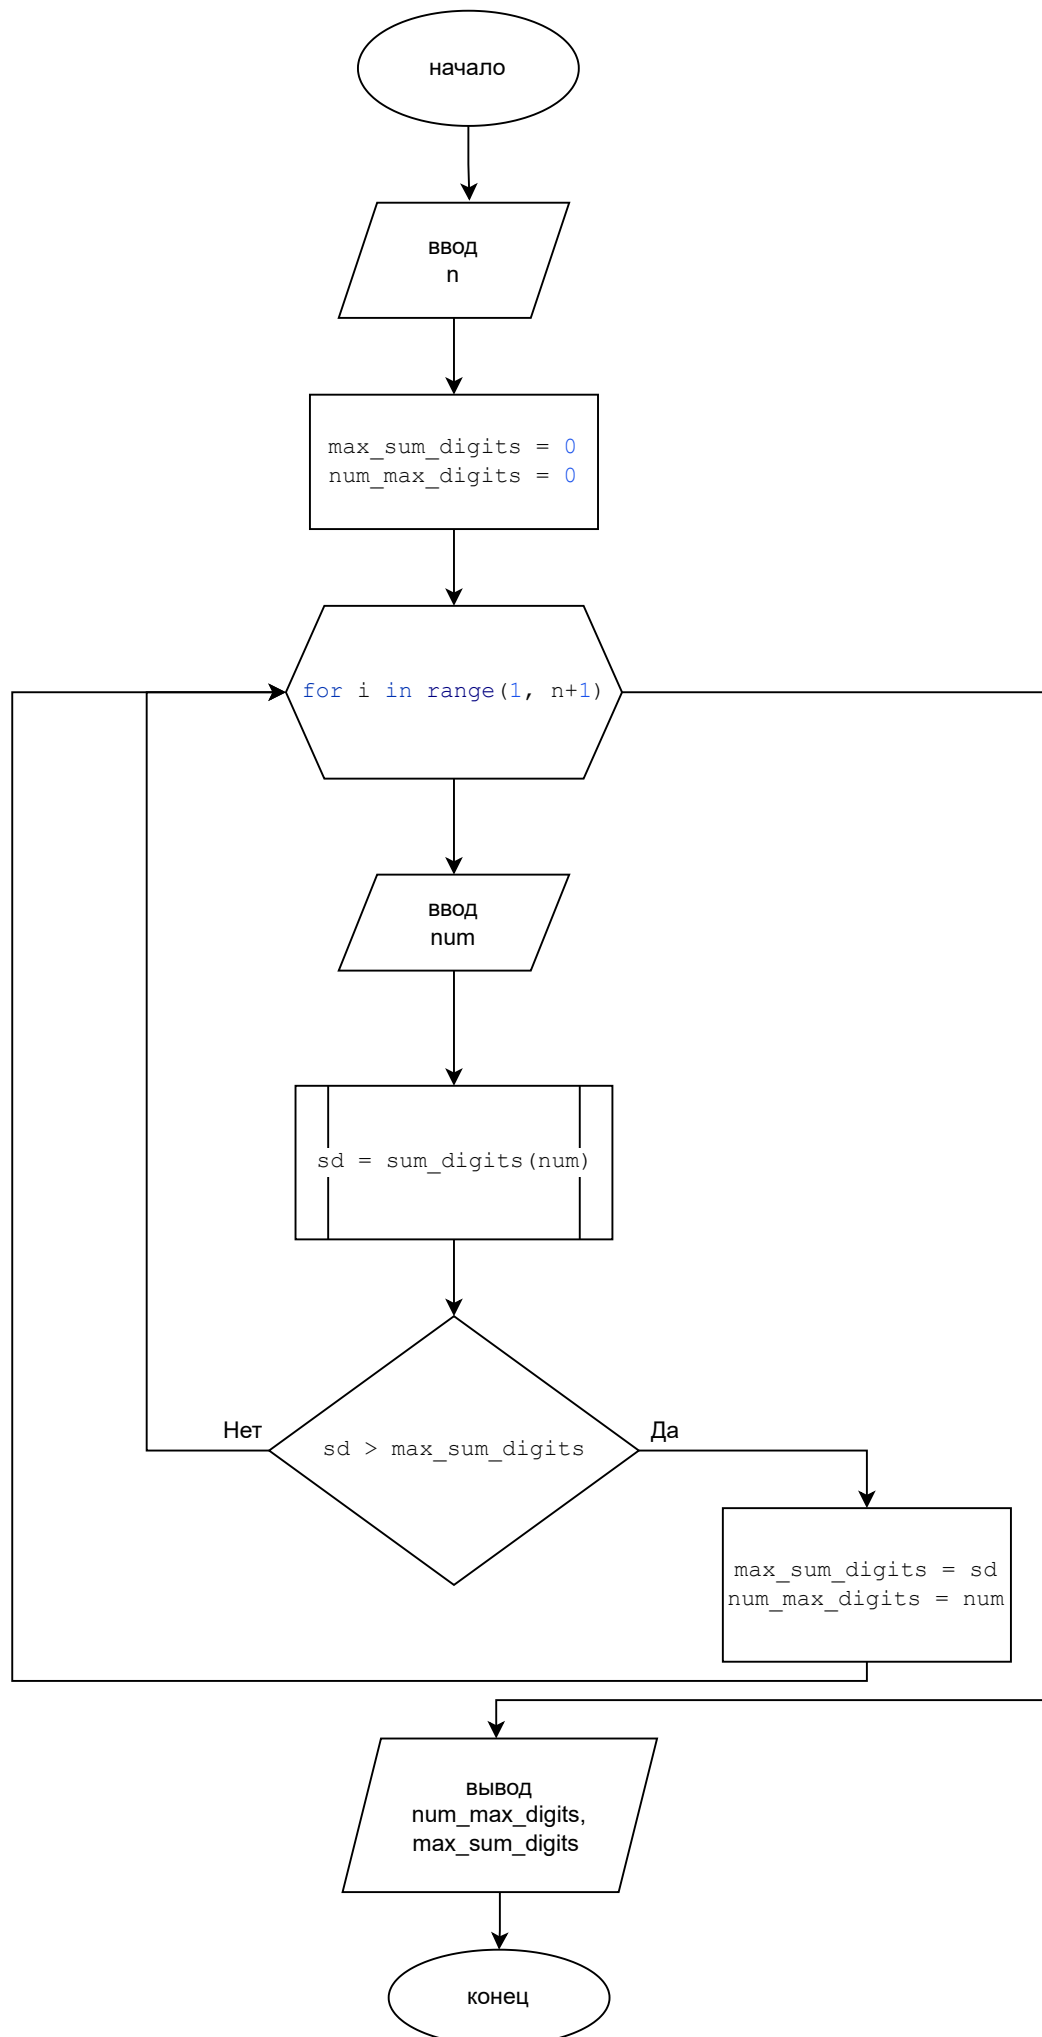 начало
ввод
n
max_sum_digits = 0
num_max_digits = 0
for i in range(1, n+1)
ввод
num
sd = sum_digits(num)
Нет
sd > max_sum_digits
Да
max_sum_digits = sd
num_max_digits = num
вывод
num_max_digits,
max_sum_digits
конец